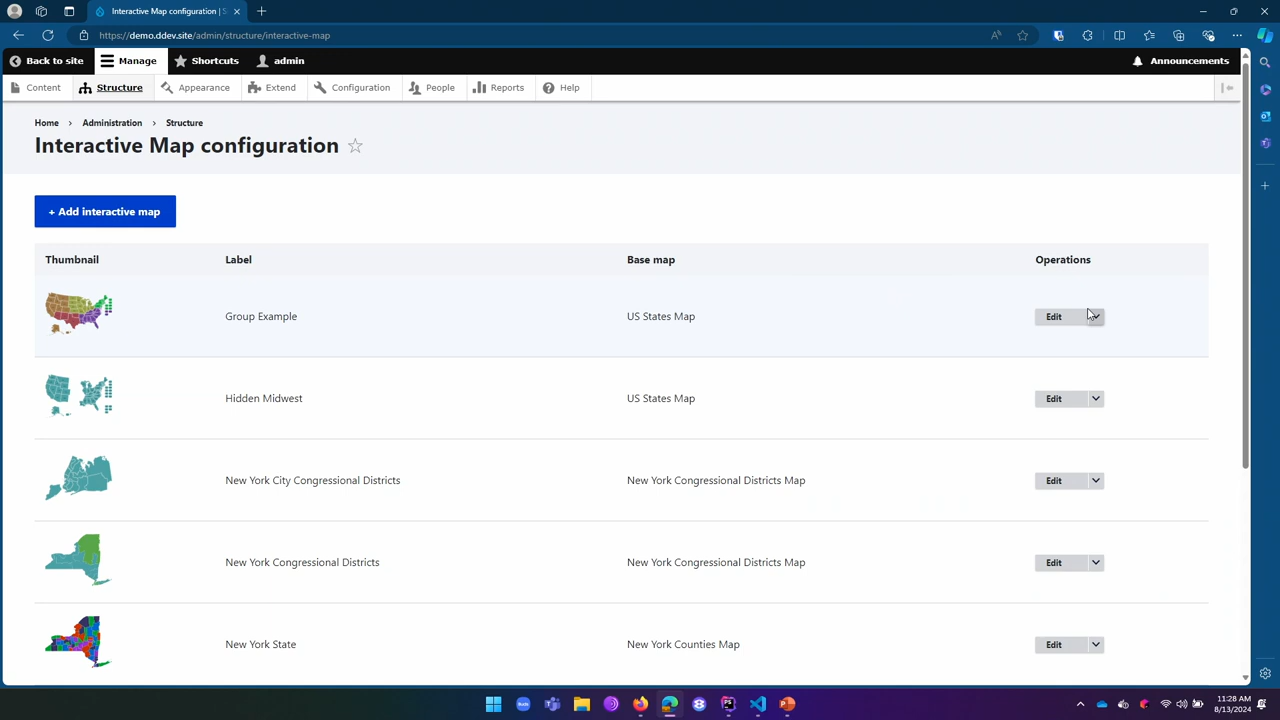 Interactive Map configuration | S
https://demo.ddev.site/admin/structure/interactive-map
Back to site
Manage
Shortcuts
admin
Announcements
Content
Structure
Appearance
Extend
Configuration
People
Reports
Help
Home › Administration › Structure
Interactive Map configuration
+ Add interactive map
Thumbnail Label Base map Operations
Group Example US States Map Edit
Hidden Midwest US States Map Edit
New York City Congressional Districts New York Congressional Districts Map Edit
New York Congressional Districts New York Congressional Districts Map Edit
New York State New York Counties Map Edit
11:28 AM
8/13/2024